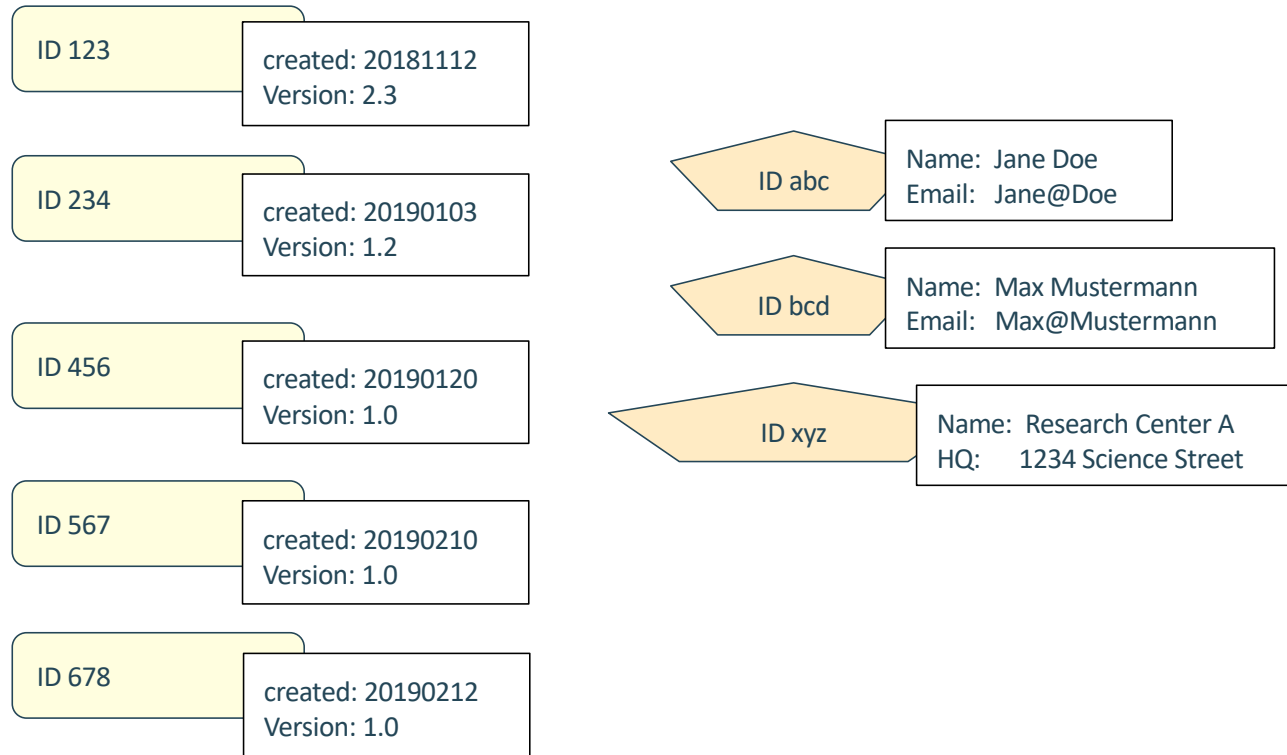 ID 123
created: 20181112
Version: 2.3
ID 234
created: 20190103
Version: 1.2
ID 456
created: 20190120
Version: 1.0
ID 567
created: 20190210
Version: 1.0
ID 678
created: 20190212
Version: 1.0
ID abc
Name: Jane Doe
Email: Jane@Doe
ID bcd
Name: Max Mustermann
Email: Max@Mustermann
ID xyz
Name: Research Center A
HQ: 1234 Science Street